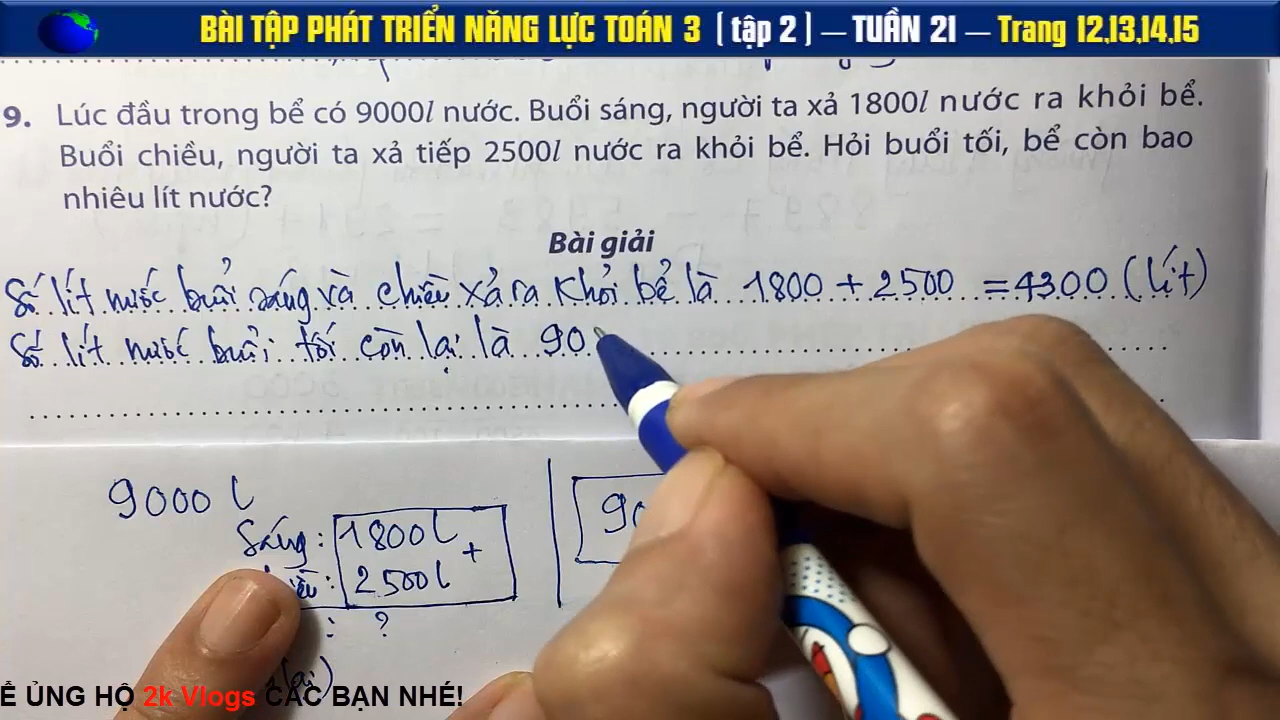 BÀI TẬP PHÁT TRIỂN NĂNG LỰC TOÁN 3 ( tập 2 ) – TUẦN 21 – Trang 12,13,14,15
9. Lúc đầu trong bể có 9000l nước. Buổi sáng, người ta xả 1800l nước ra khỏi bể.
Buổi chiều, người ta xả tiếp 2500l nước ra khỏi bể. Hỏi buổi tối, bể còn bao
nhiêu lít nước?
Bài giải
Số lít nước buổi sáng và chiều xả ra khỏi bể là 1800 + 2500 = 4300 (lít)
Số lít nước buổi tối còn lại là 90
9000 l
Sáng: 1800l +
2500l
: ?
Ể ỦNG HỘ 2k Vlogs CÁC BẠN NHÉ!